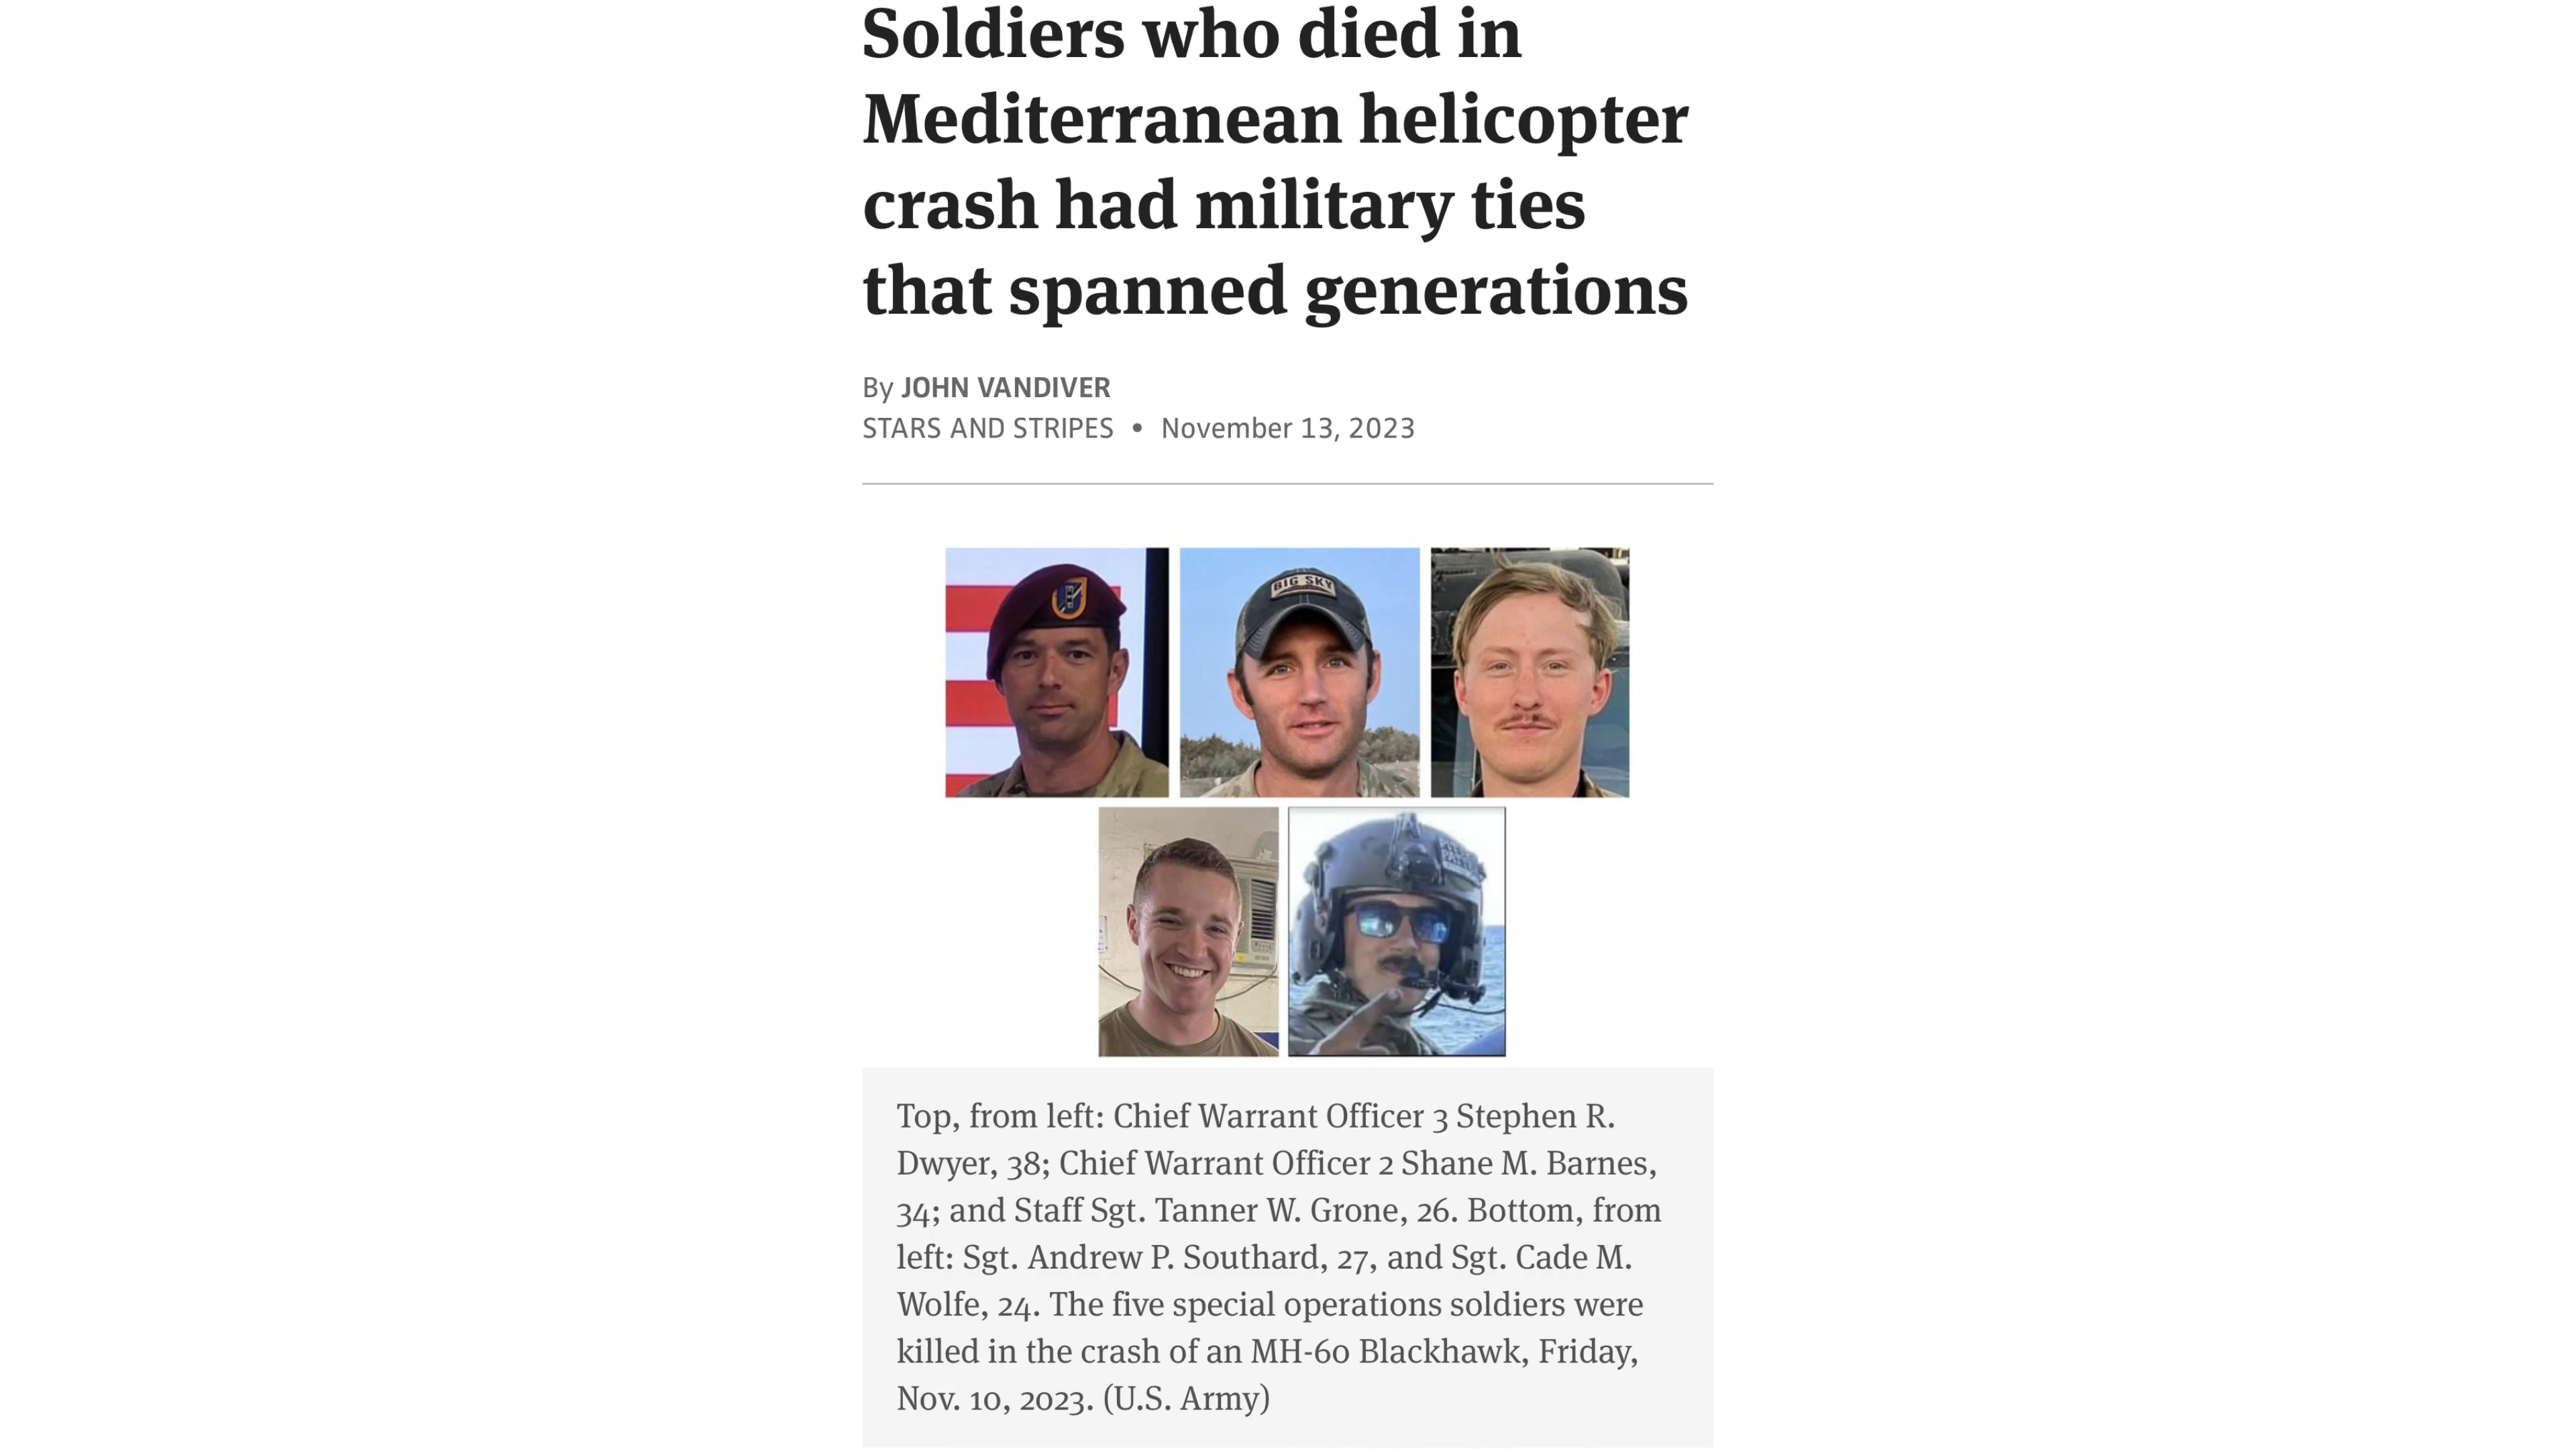 Soldiers who died in
Mediterranean helicopter
crash had military ties
that spanned generations
By JOHN VANDIVER
STARS AND STRIPES • November 13, 2023
BIG SKY
Top, from left: Chief Warrant Officer 3 Stephen R.
Dwyer, 38; Chief Warrant Officer 2 Shane M. Barnes,
34; and Staff Sgt. Tanner W. Grone, 26. Bottom, from
left: Sgt. Andrew P. Southard, 27, and Sgt. Cade M.
Wolfe, 24. The five special operations soldiers were
killed in the crash of an MH-60 Blackhawk, Friday,
Nov. 10, 2023. (U.S. Army)